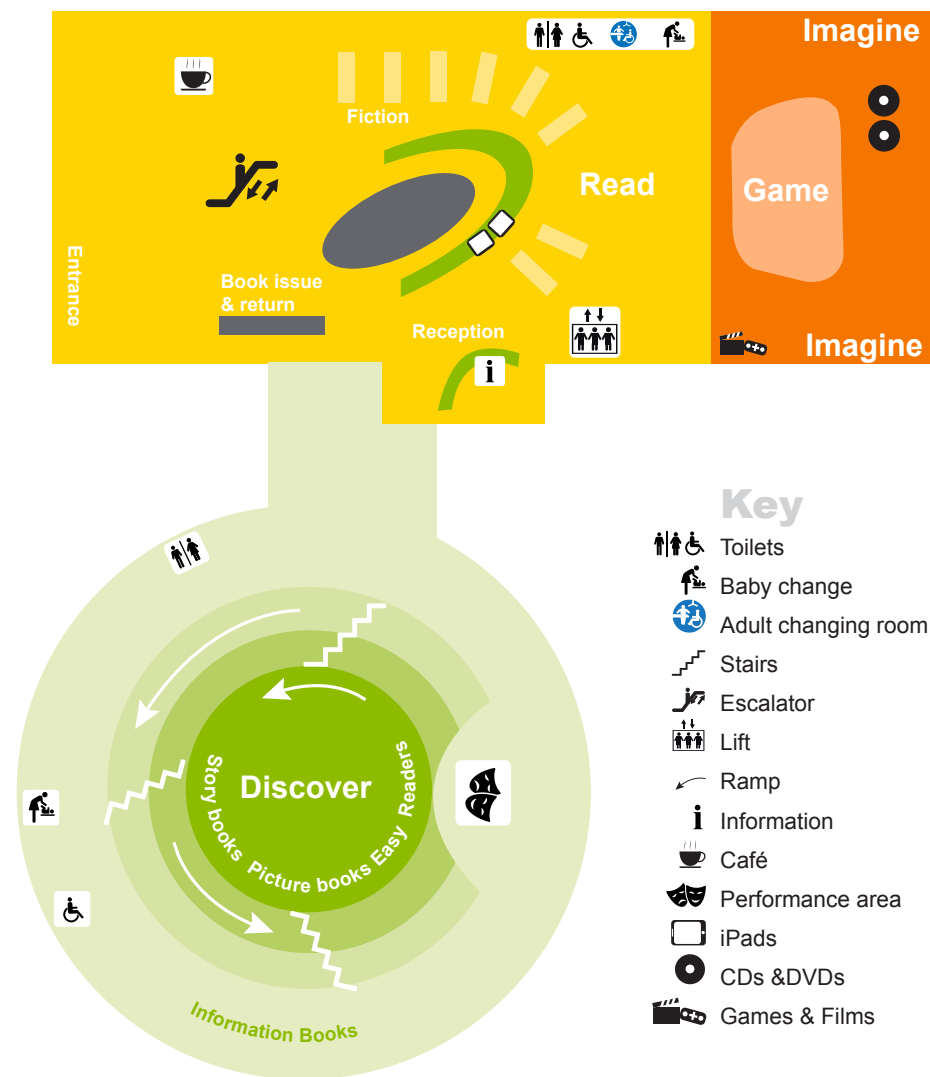 Imagine
Fiction
Read
Game
Entrance
Book issue
& return
Reception
i
Imagine
Key
Toilets
Baby change
Adult changing room
Stairs
Escalator
Lift
Ramp
i Information
Café
Performance area
iPads
CDs &DVDs
Games & Films
Discover
Story books
Picture books
Easy Readers
Information Books